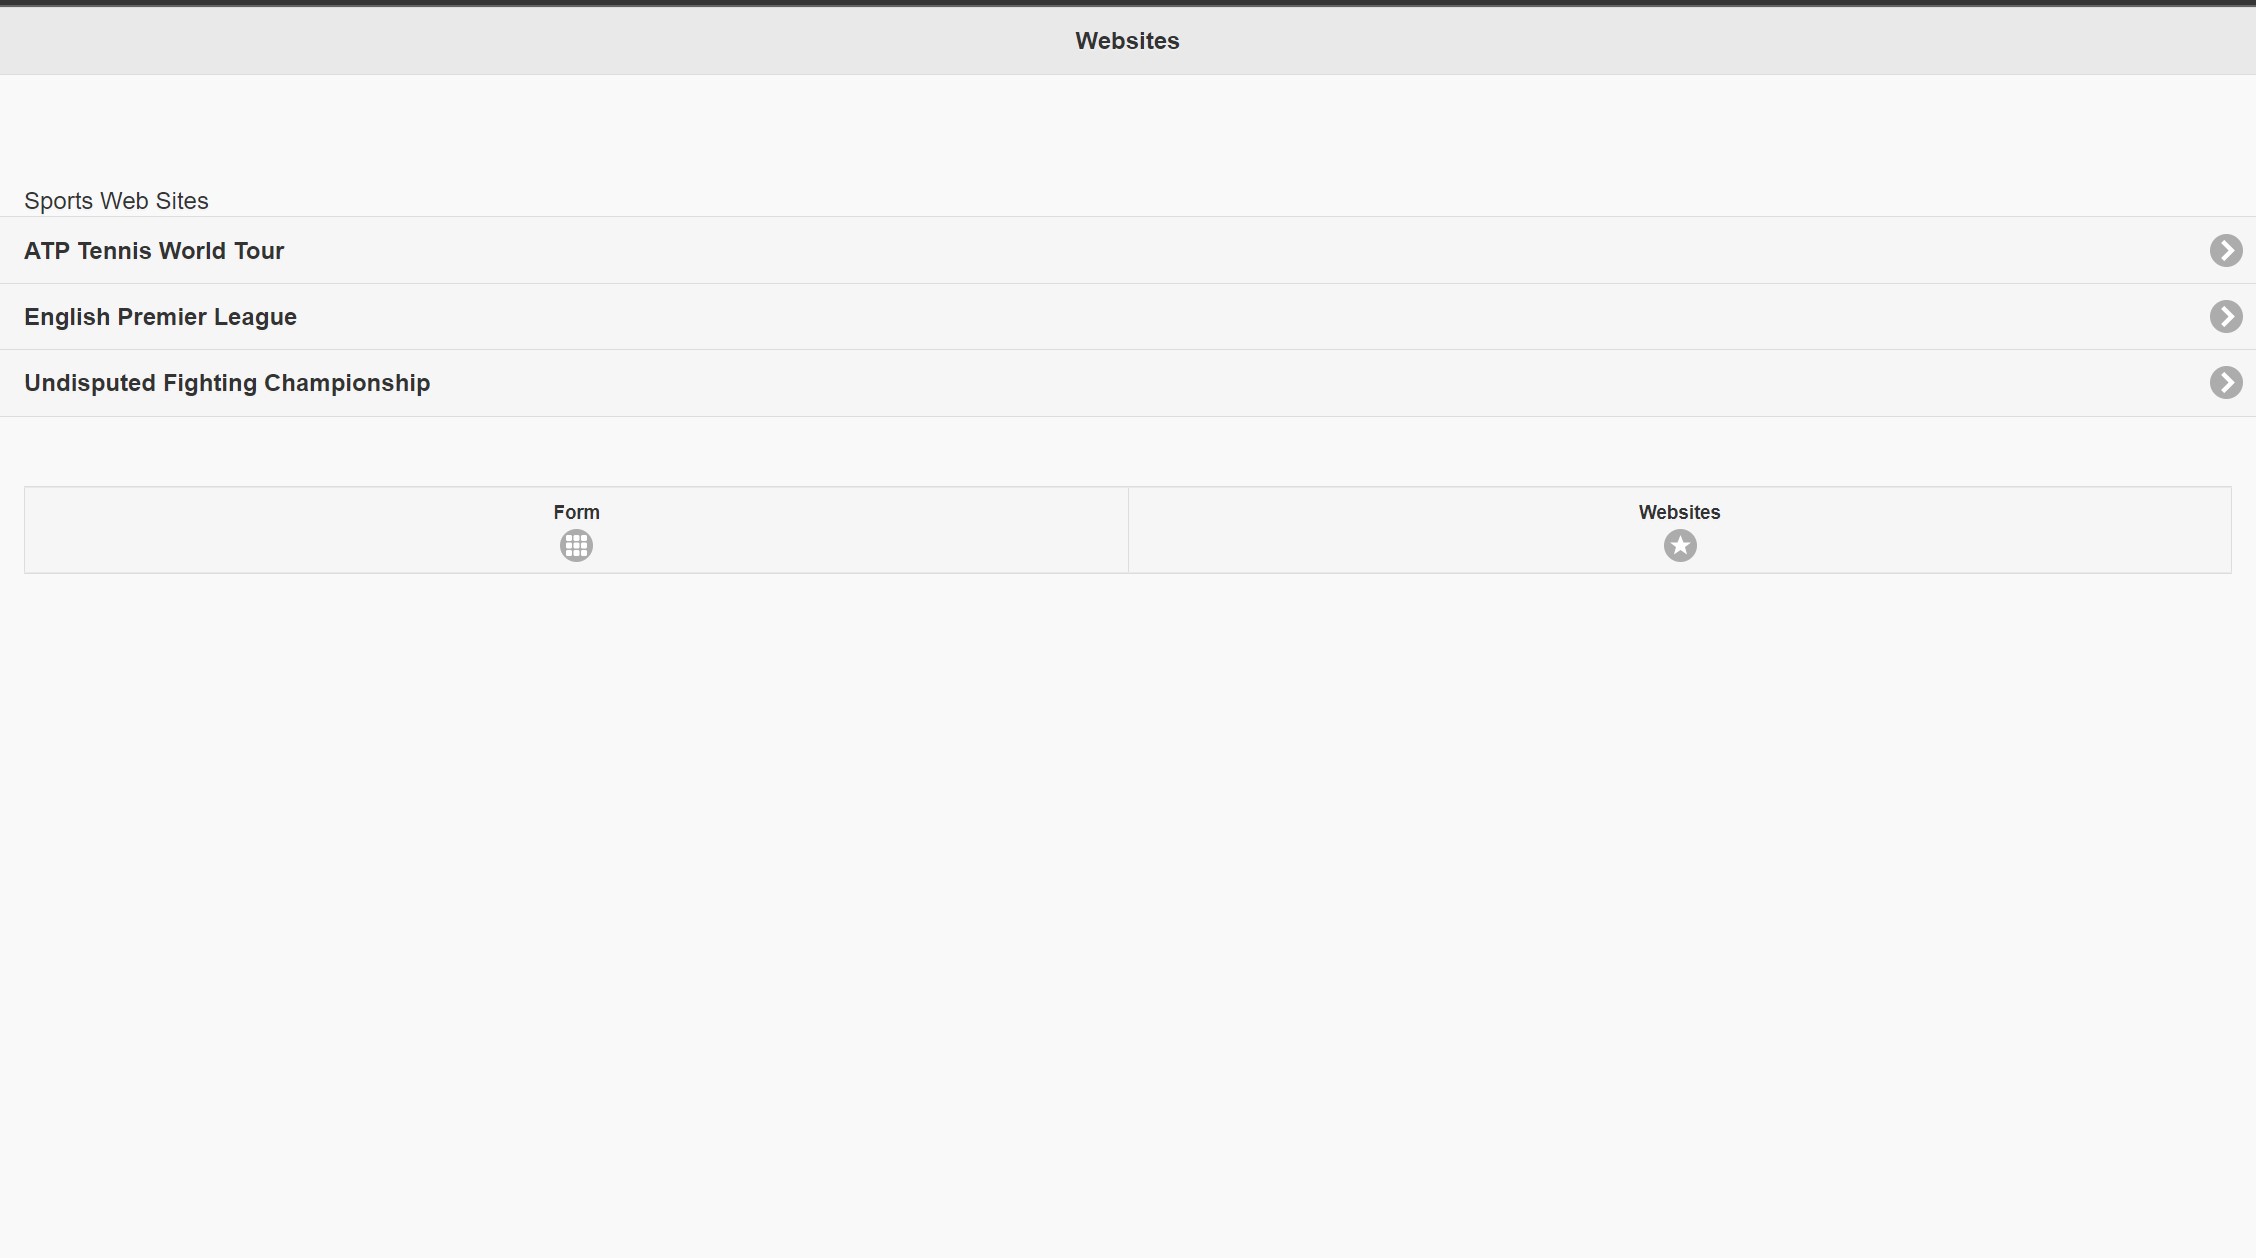 Websites
Sports Web Sites
ATP Tennis World Tour
English Premier League
Undisputed Fighting Championship
Form
Websites